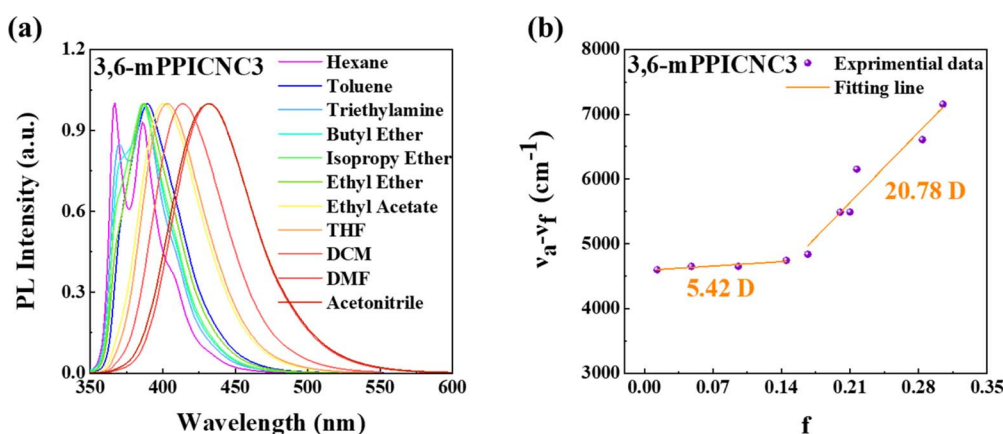 (a)
3,6-mPPICNC3
Hexane
Toluene
Triethylamine
Butyl Ether
Isopropy Ether
Ethyl Ether
Ethyl Acetate
THF
DCM
DMF
Acetonitrile
PL Intensity (a.u.)
1.2
0.9
0.6
0.3
0.0
350 400 450 500 550 600
Wavelength (nm)
(b)
3,6-mPPICNC3
Exprimential data
Fitting line
νa-νf (cm-1)
8000
7000
6000
5000
4000
3000
20.78 D
5.42 D
0.00 0.07 0.14 0.21 0.28 0.35
f